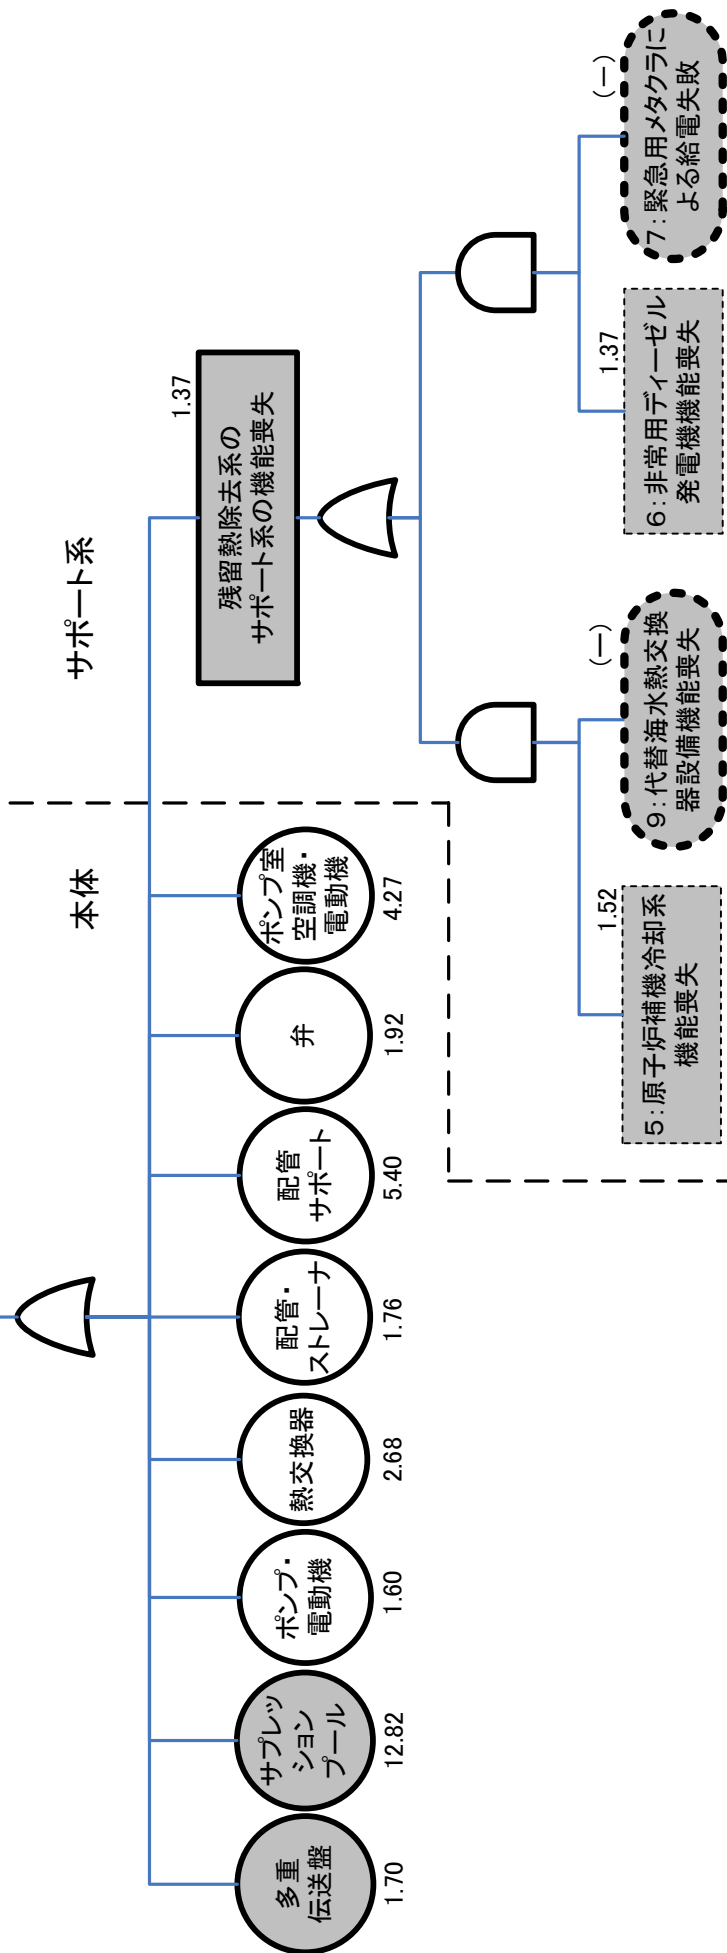 本体
サポート系
多重
伝送盤
1.70
サプレッ
ション
プール
12.82
ポンプ・
電動機
1.60
熱交換器
2.68
配管・
ストレーナ
1.76
配管
サポート
5.40
弁
1.92
ポンプ室
空調機・
電動機
4.27
1.37
残留熱除去系の
サポート系の機能喪失
1.52
5:原子炉補機冷却系
機能喪失
(ー)
9:代替海水熱交換
器設備機能喪失
1.37
6:非常用ディーゼル
発電機機能喪失
(ー)
7:緊急用メタクラに
よる給電失敗